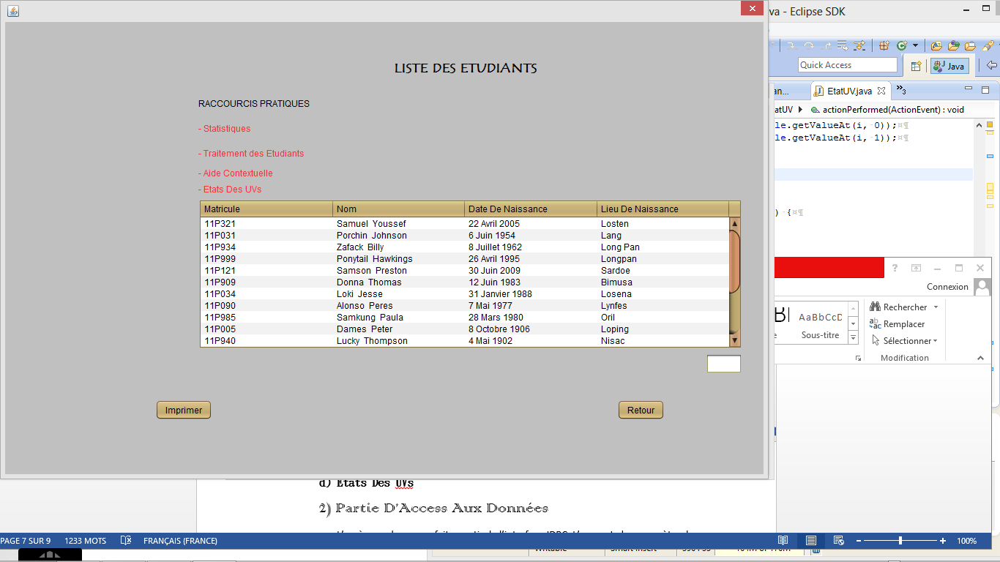 va - Eclipse SDK
Quick Access
Java
an...
EtatUV.java
3
atUV
actionPerformed(ActionEvent) : void
le.getValueAt(i, 0));¤¶
le.getValueAt(i, 1));¤¶
) {¤¶
LISTE DES ETUDIANTS
RACCOURCIS PRATIQUES
- Statistiques
- Traitement des Etudiants
- Aide Contextuelle
- Etats Des UVs
Matricule Nom Date De Naissance Lieu De Naissance
11P321 Samuel Youssef 22 Avril 2005 Losten
11P031 Porchin Johnson 6 Juin 1954 Lang
11P934 Zafack Billy 8 Juillet 1962 Long Pan
11P999 Ponytail Hawkings 26 Avril 1995 Longpan
11P121 Samson Preston 30 Juin 2009 Sardoe
11P909 Donna Thomas 12 Juin 1983 Bimusa
11P034 Loki Jesse 31 Janvier 1988 Losena
11P090 Alonso Peres 7 Mai 1977 Lynfes
11P985 Samkung Paula 28 Mars 1980 Oril
11P005 Dames Peter 8 Octobre 1906 Loping
11P940 Lucky Thompson 4 Mai 1902 Nisac
Imprimer
Retour
?
Connexion
AaBbCcD
Sous-titre
Rechercher
Remplacer
Sélectionner
Modification
d) Etats Des UVs
2) Partie D'Access Aux Données
PAGE 7 SUR 9 1233 MOTS FRANÇAIS (FRANCE) 100%